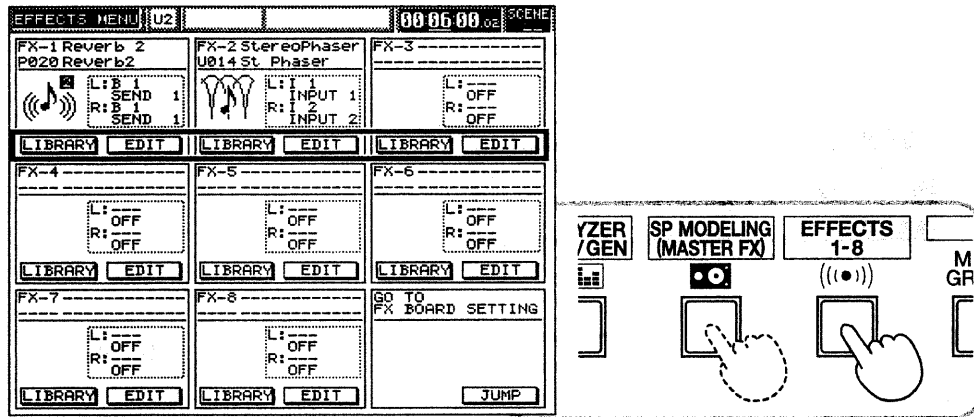 EFFECTS MENU U2 00:06:00.02 SCENE
FX-1 Reverb 2
P020 Reverb2
L:B 1
SEND 1
R:B 1
SEND 1
LIBRARY EDIT
FX-2 StereoPhaser
U014 St Phaser
L:I 1
INPUT 1
R:I 2
INPUT 2
LIBRARY EDIT
FX-3 ------------
L:---
OFF
R:---
OFF
LIBRARY EDIT
FX-4 ------------
L:---
OFF
R:---
OFF
LIBRARY EDIT
FX-5 ------------
L:---
OFF
R:---
OFF
LIBRARY EDIT
FX-6 ------------
L:---
OFF
R:---
OFF
LIBRARY EDIT
FX-7 ------------
L:---
OFF
R:---
OFF
LIBRARY EDIT
FX-8 ------------
L:---
OFF
R:---
OFF
LIBRARY EDIT
GO TO
FX BOARD SETTING
JUMP
YZER
/GEN
SP MODELING
(MASTER FX)
EFFECTS
1-8
M
GR